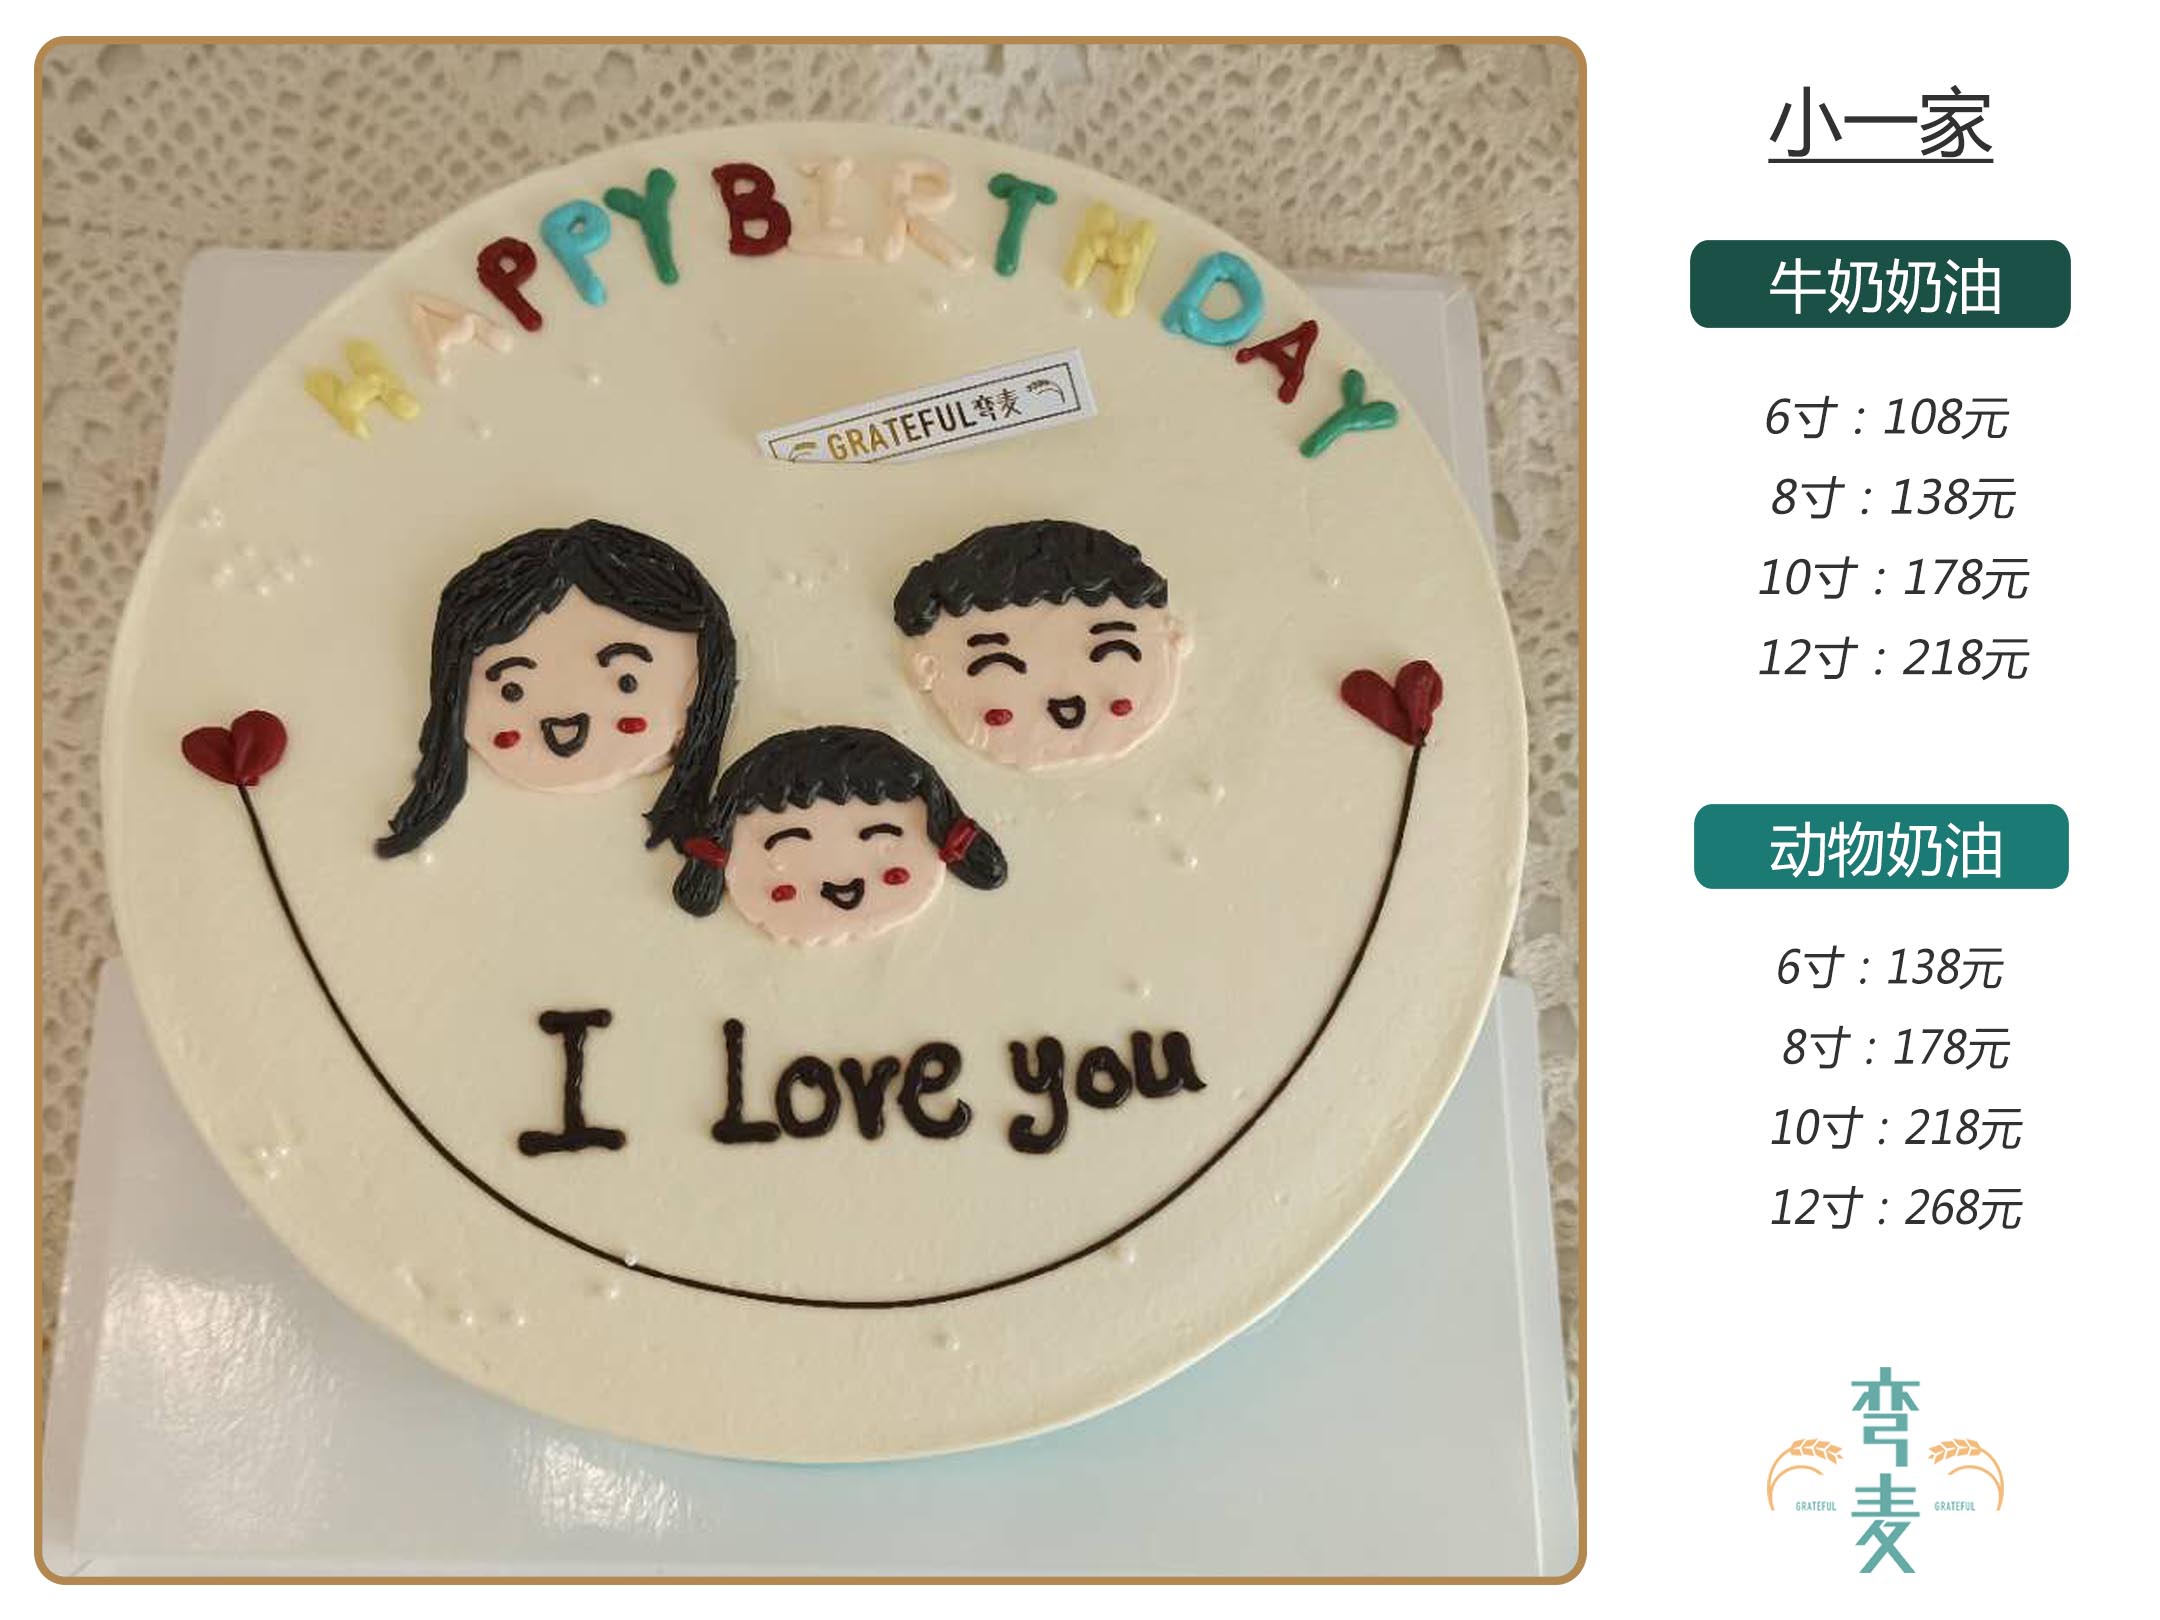 HAPPY BIRTHDAY
GRATEFUL弯麦
I Love you
小一家
牛奶奶油
6寸：108元
8寸：138元
10寸：178元
12寸：218元
动物奶油
6寸：138元
8寸：178元
10寸：218元
12寸：268元
弯麦
GRATEFUL GRATEFUL